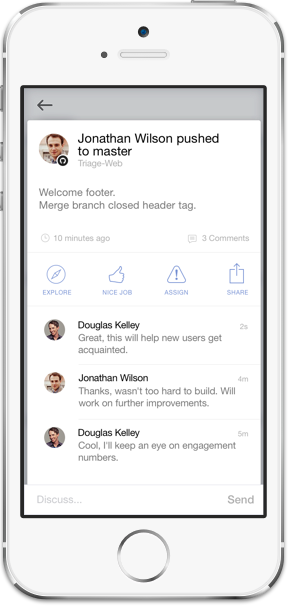 Jonathan Wilson pushed
to master
Triage-Web
Welcome footer.
Merge branch closed header tag.
10 minutes ago
3 Comments
EXPLORE
NICE JOB
ASSIGN
SHARE
Douglas Kelley
2s
Great, this will help new users get
acquainted.
Jonathan Wilson
4m
Thanks, wasn't too hard to build. Will
work on further improvements.
Douglas Kelley
5m
Cool, I'll keep an eye on engagement
numbers.
Discuss...
Send